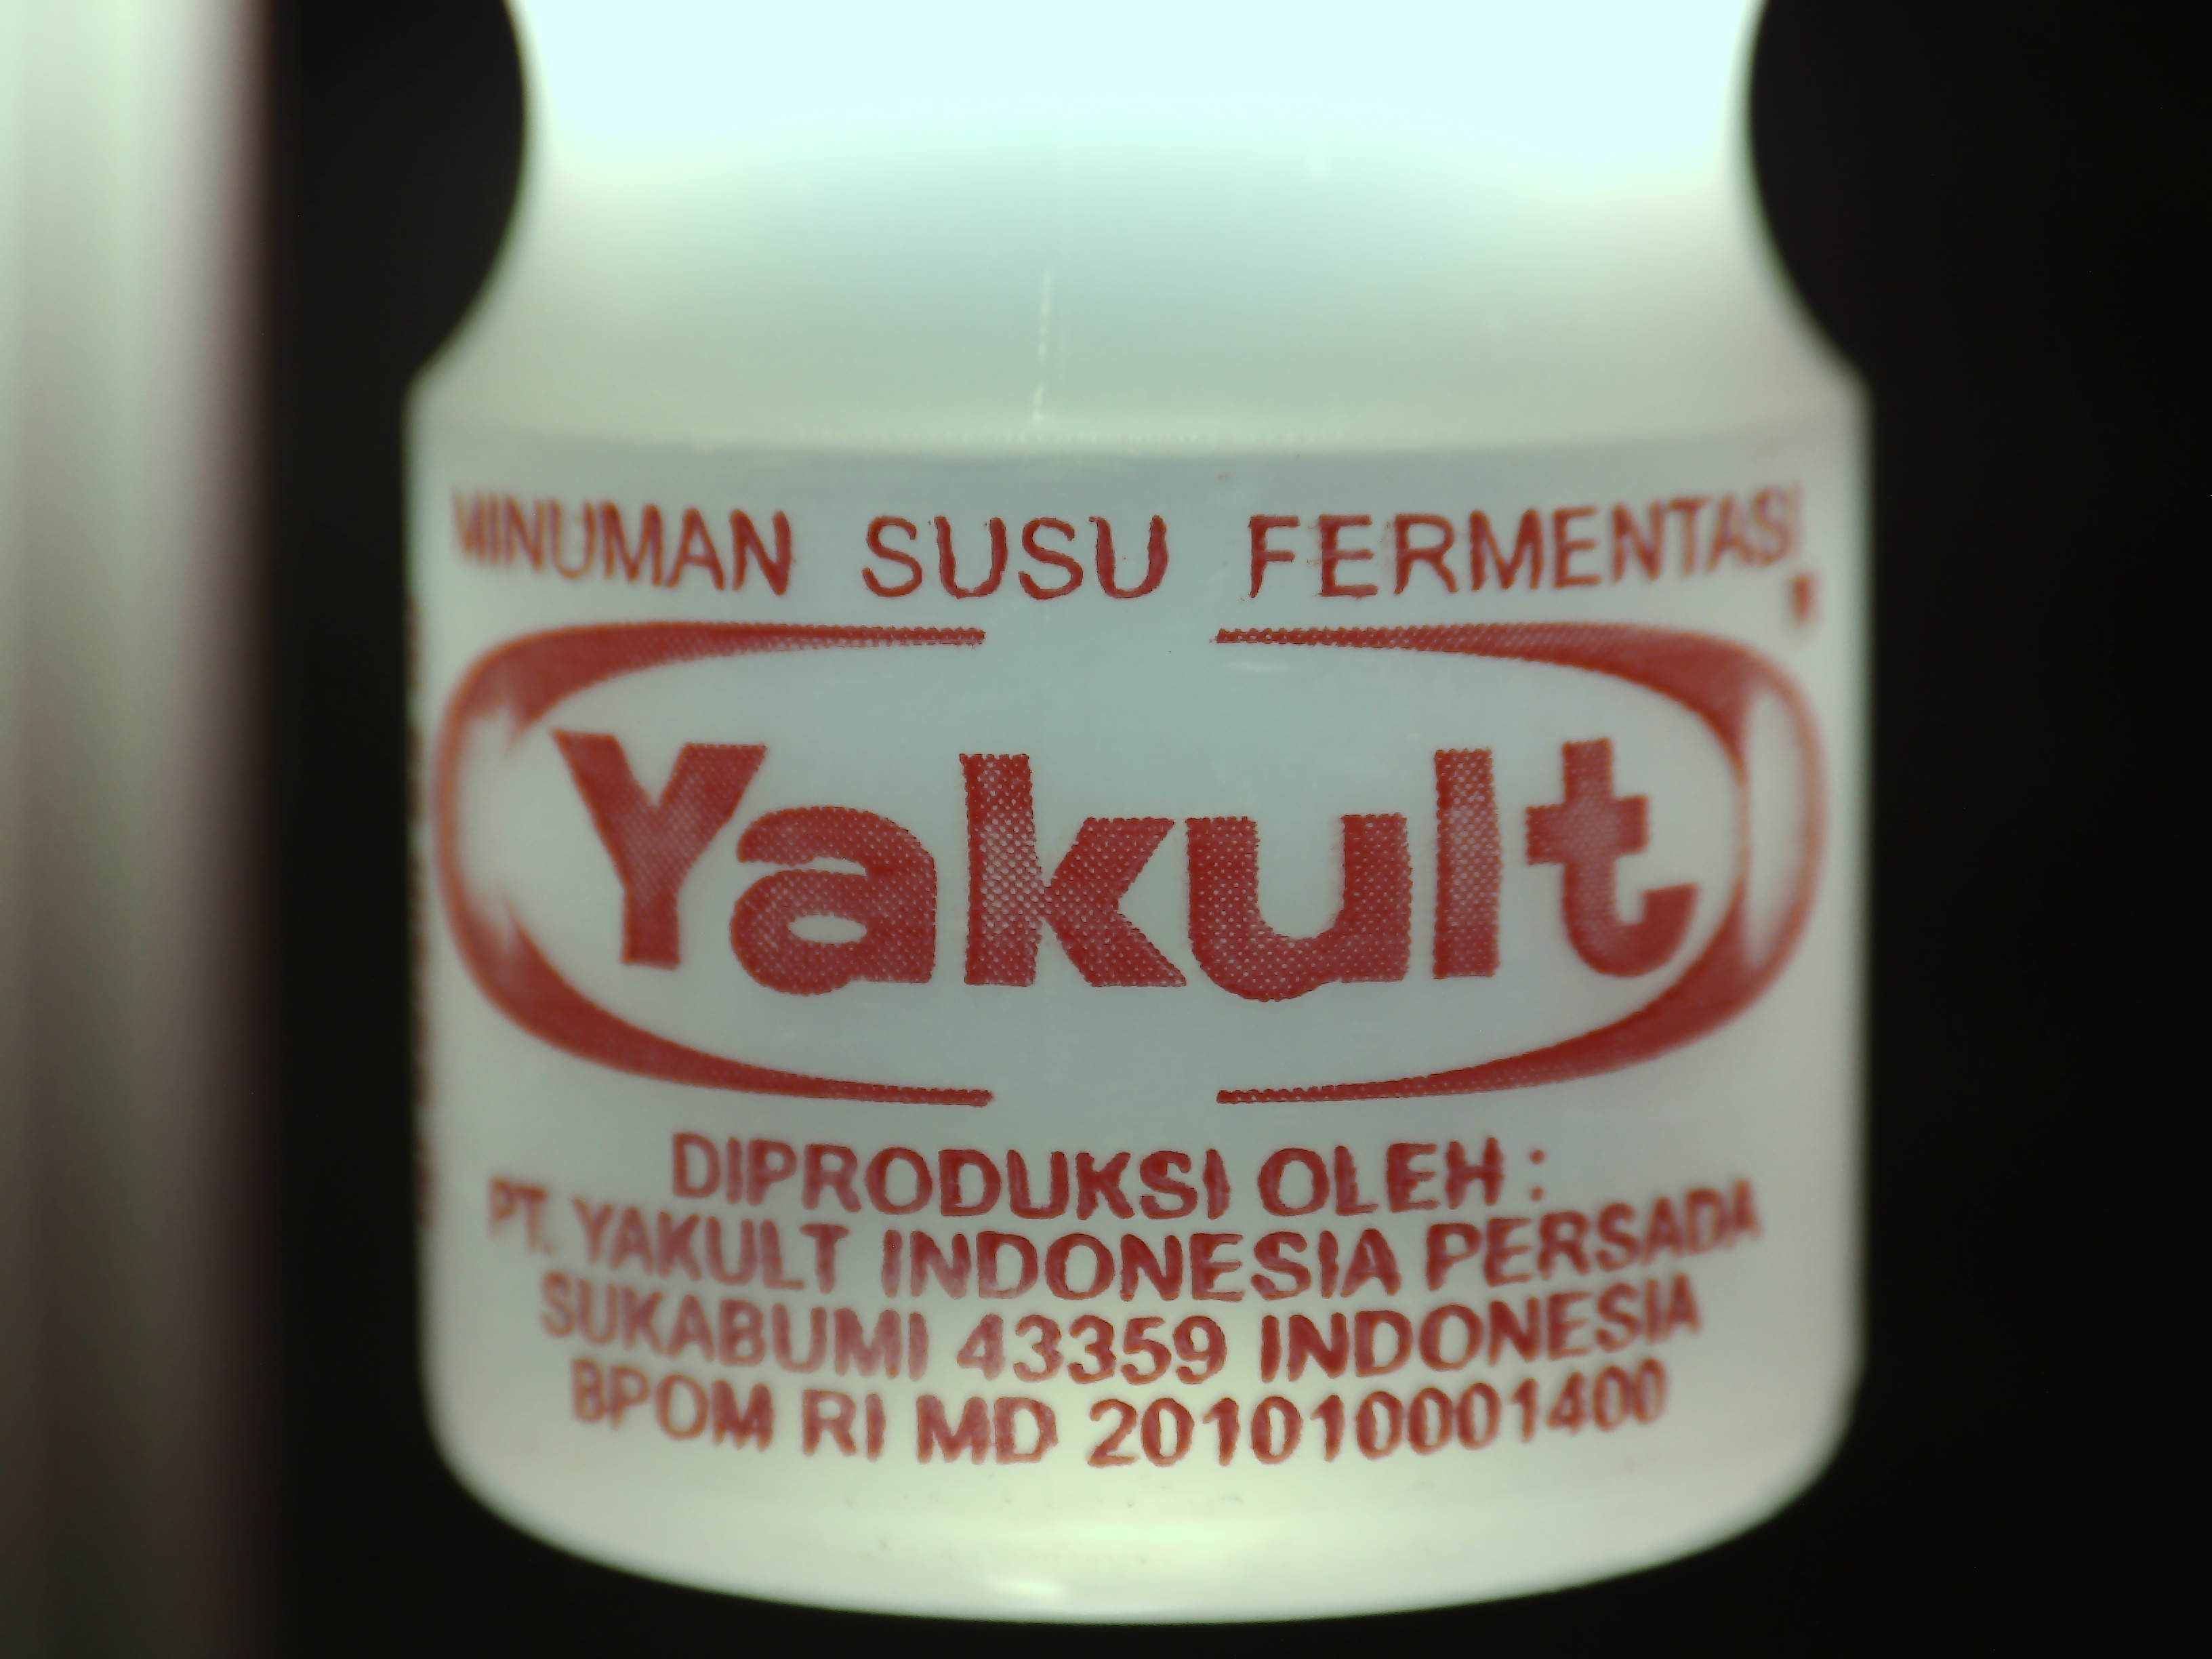 MINUMAN SUSU FERMENTASI
Yakult
DIPRODUKSI OLEH :
PT. YAKULT INDONESIA PERSADA
SUKABUMI 43359 INDONESIA
BPOM RI MD 201010001400